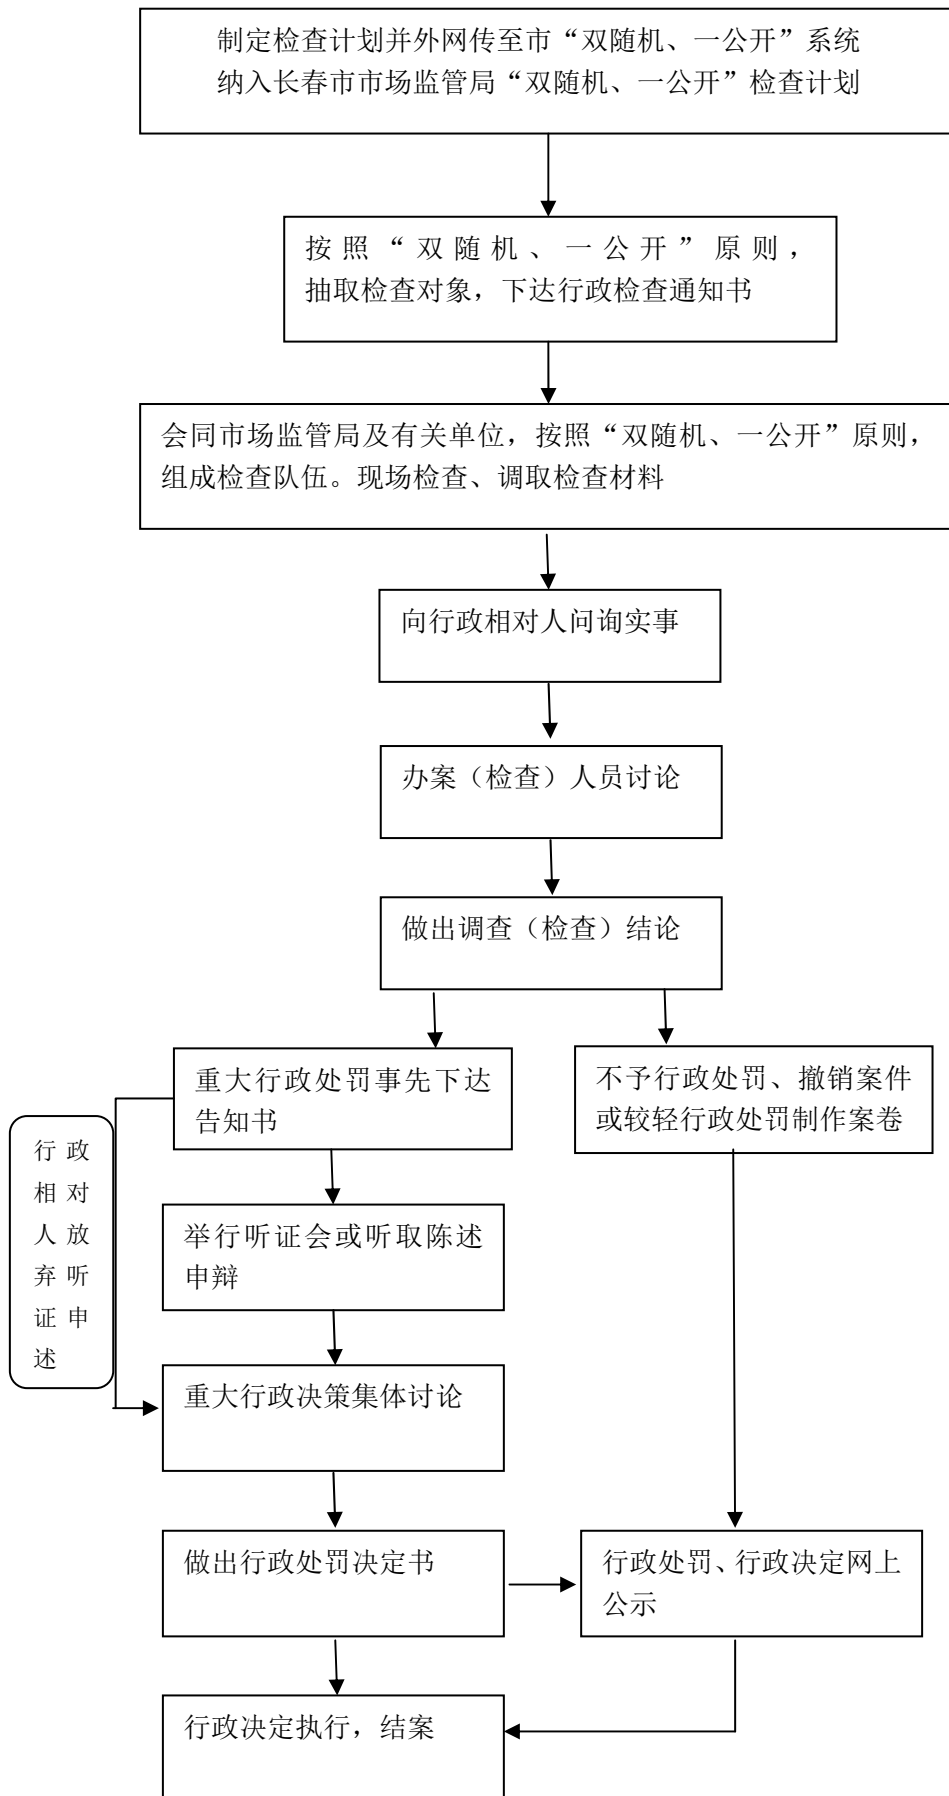 制定检查计划并外网传至市“双随机、一公开”系统
纳入长春市市场监管局“双随机、一公开”检查计划
按照“双随机、一公开”原则，
抽取检查对象，下达行政检查通知书
会同市场监管局及有关单位，按照“双随机、一公开”原则，
组成检查队伍。现场检查、调取检查材料
向行政相对人问询实事
办案（检查）人员讨论
做出调查（检查）结论
重大行政处罚事先下达
告知书
不予行政处罚、撤销案件
或较轻行政处罚制作案卷
行政
相对
人放
弃听
证申
述
举行听证会或听取陈述
申辩
重大行政决策集体讨论
做出行政处罚决定书
行政处罚、行政决定网上
公示
行政决定执行，结案